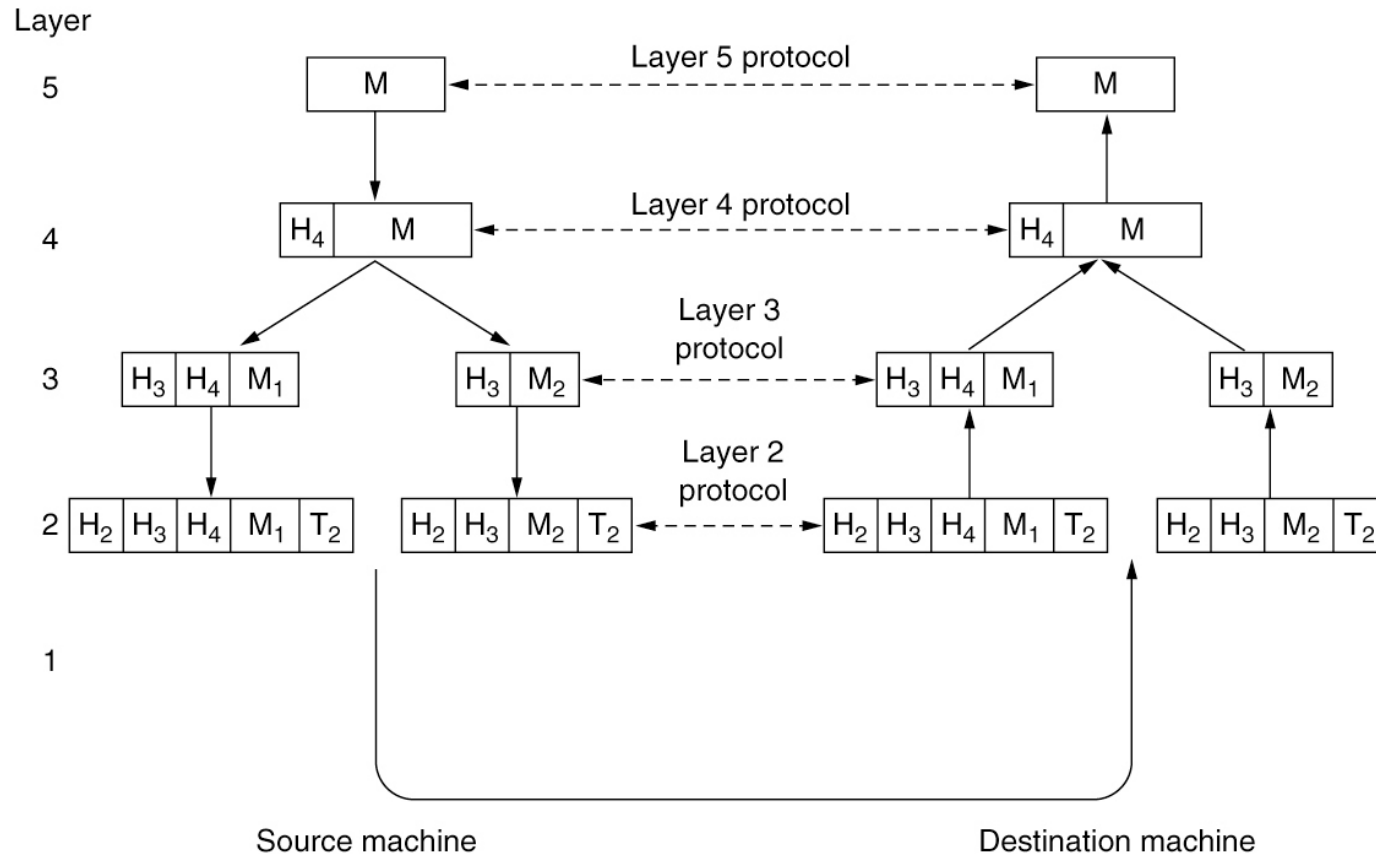 Layer
5 M Layer 5 protocol M
4 H₄ M Layer 4 protocol H₄ M
Layer 3
protocol
3 H₃ H₄ M₁ H₃ M₂ H₃ H₄ M₁ H₃ M₂
Layer 2
protocol
2 H₂ H₃ H₄ M₁ T₂ H₂ H₃ M₂ T₂ H₂ H₃ H₄ M₁ T₂ H₂ H₃ M₂ T₂
1
Source machine Destination machine